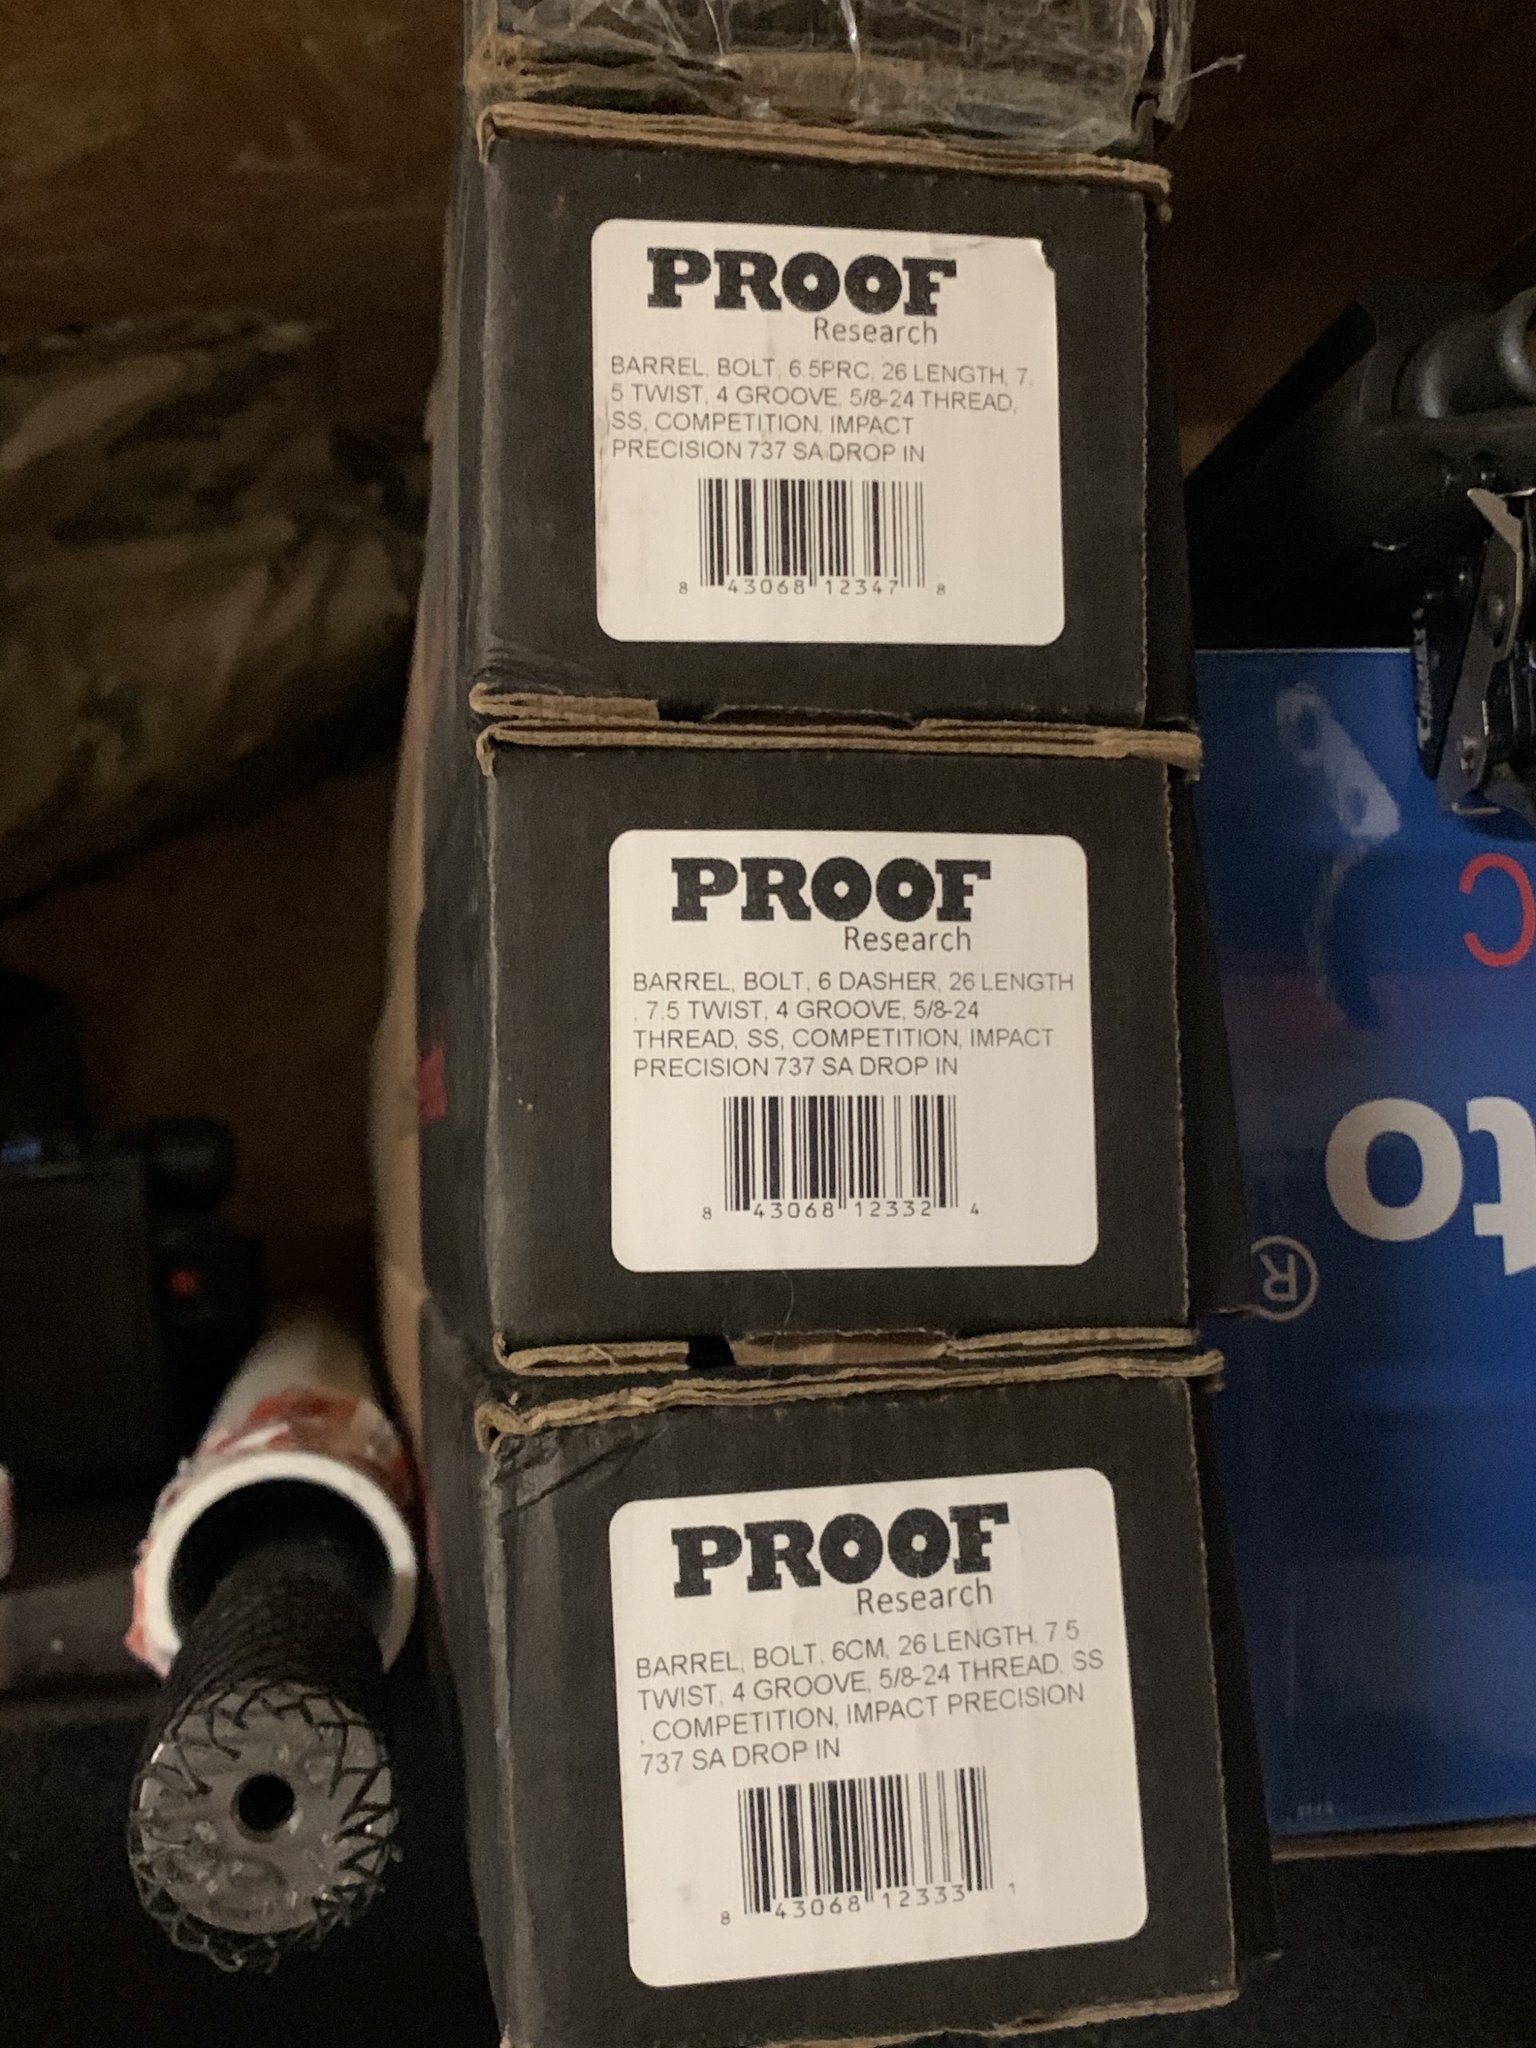 PROOF
Research
BARREL, BOLT, 6.5PRC, 26 LENGTH, 7.
5 TWIST, 4 GROOVE, 5/8-24 THREAD,
SS, COMPETITION, IMPACT
PRECISION 737 SA DROP IN
8 43068 12347 8
PROOF
Research
BARREL, BOLT, 6 DASHER, 26 LENGTH
, 7.5 TWIST, 4 GROOVE, 5/8-24
THREAD, SS, COMPETITION, IMPACT
PRECISION 737 SA DROP IN
8 43068 12332 4
PROOF
Research
BARREL, BOLT, 6CM, 26 LENGTH, 7.5
TWIST, 4 GROOVE, 5/8-24 THREAD, SS
, COMPETITION, IMPACT PRECISION
737 SA DROP IN
8 43068 12333 1
to
®